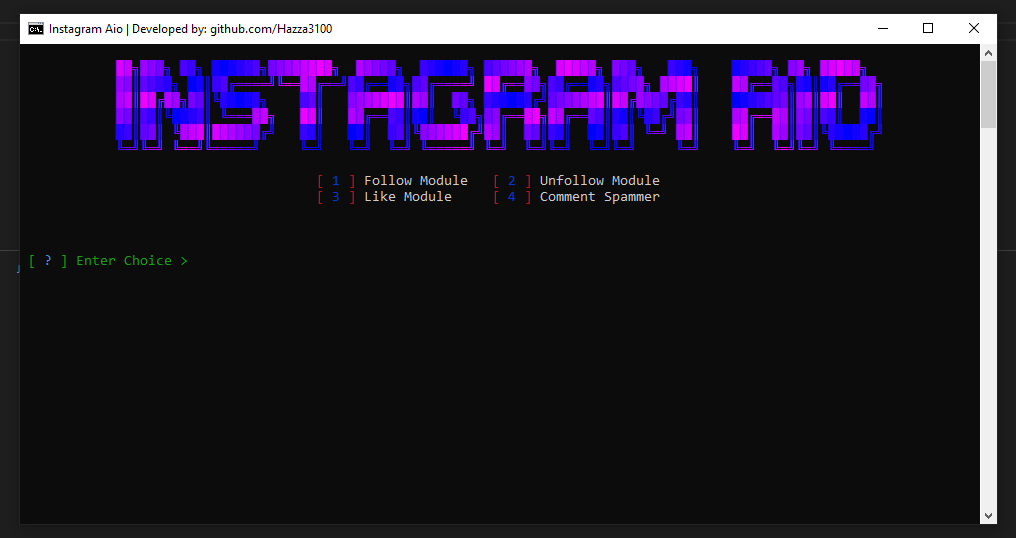 Instagram Aio | Developed by: github.com/Hazza3100
INSTAGRAM AIO
[ 1 ] Follow Module [ 2 ] Unfollow Module
[ 3 ] Like Module [ 4 ] Comment Spammer
[ ? ] Enter Choice >